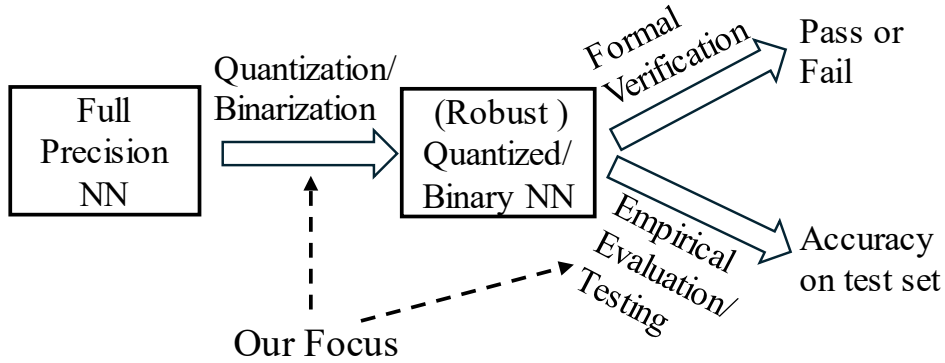 Full
Precision
NN
Quantization/
Binarization
(Robust )
Quantized/
Binary NN
Formal
Verification
Pass or
Fail
Empirical
Evaluation/
Testing
Accuracy
on test set
Our Focus